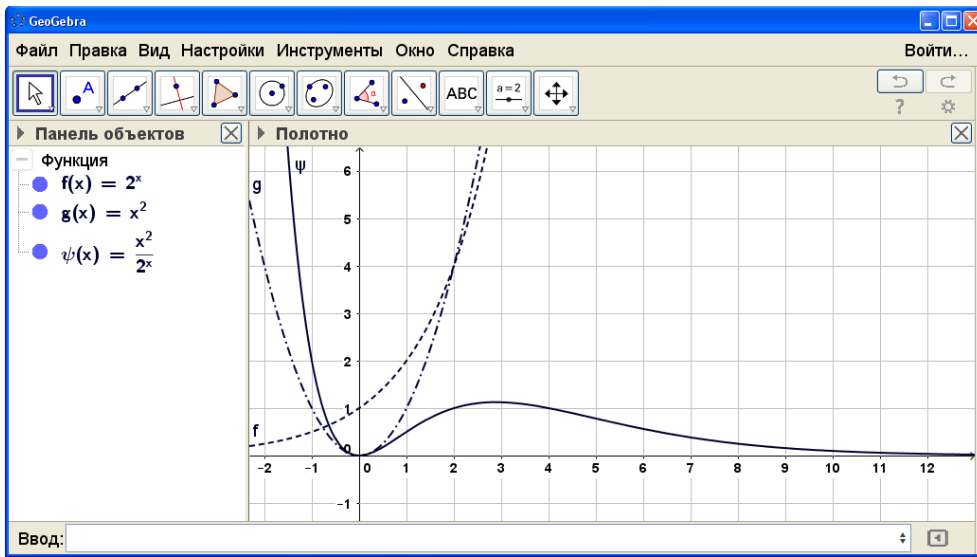 GeoGebra
Файл Правка Вид Настройки Инструменты Окно Справка Войти...
A α ABC a=2 ?
Панель объектов
Полотно
Функция
f(x) = 2ˣ
g(x) = x²
ψ(x) = x²/2ˣ
ψ
g
f
6
5
4
3
2
1
0
-1
-2 -1 0 1 2 3 4 5 6 7 8 9 10 11 12
Ввод: